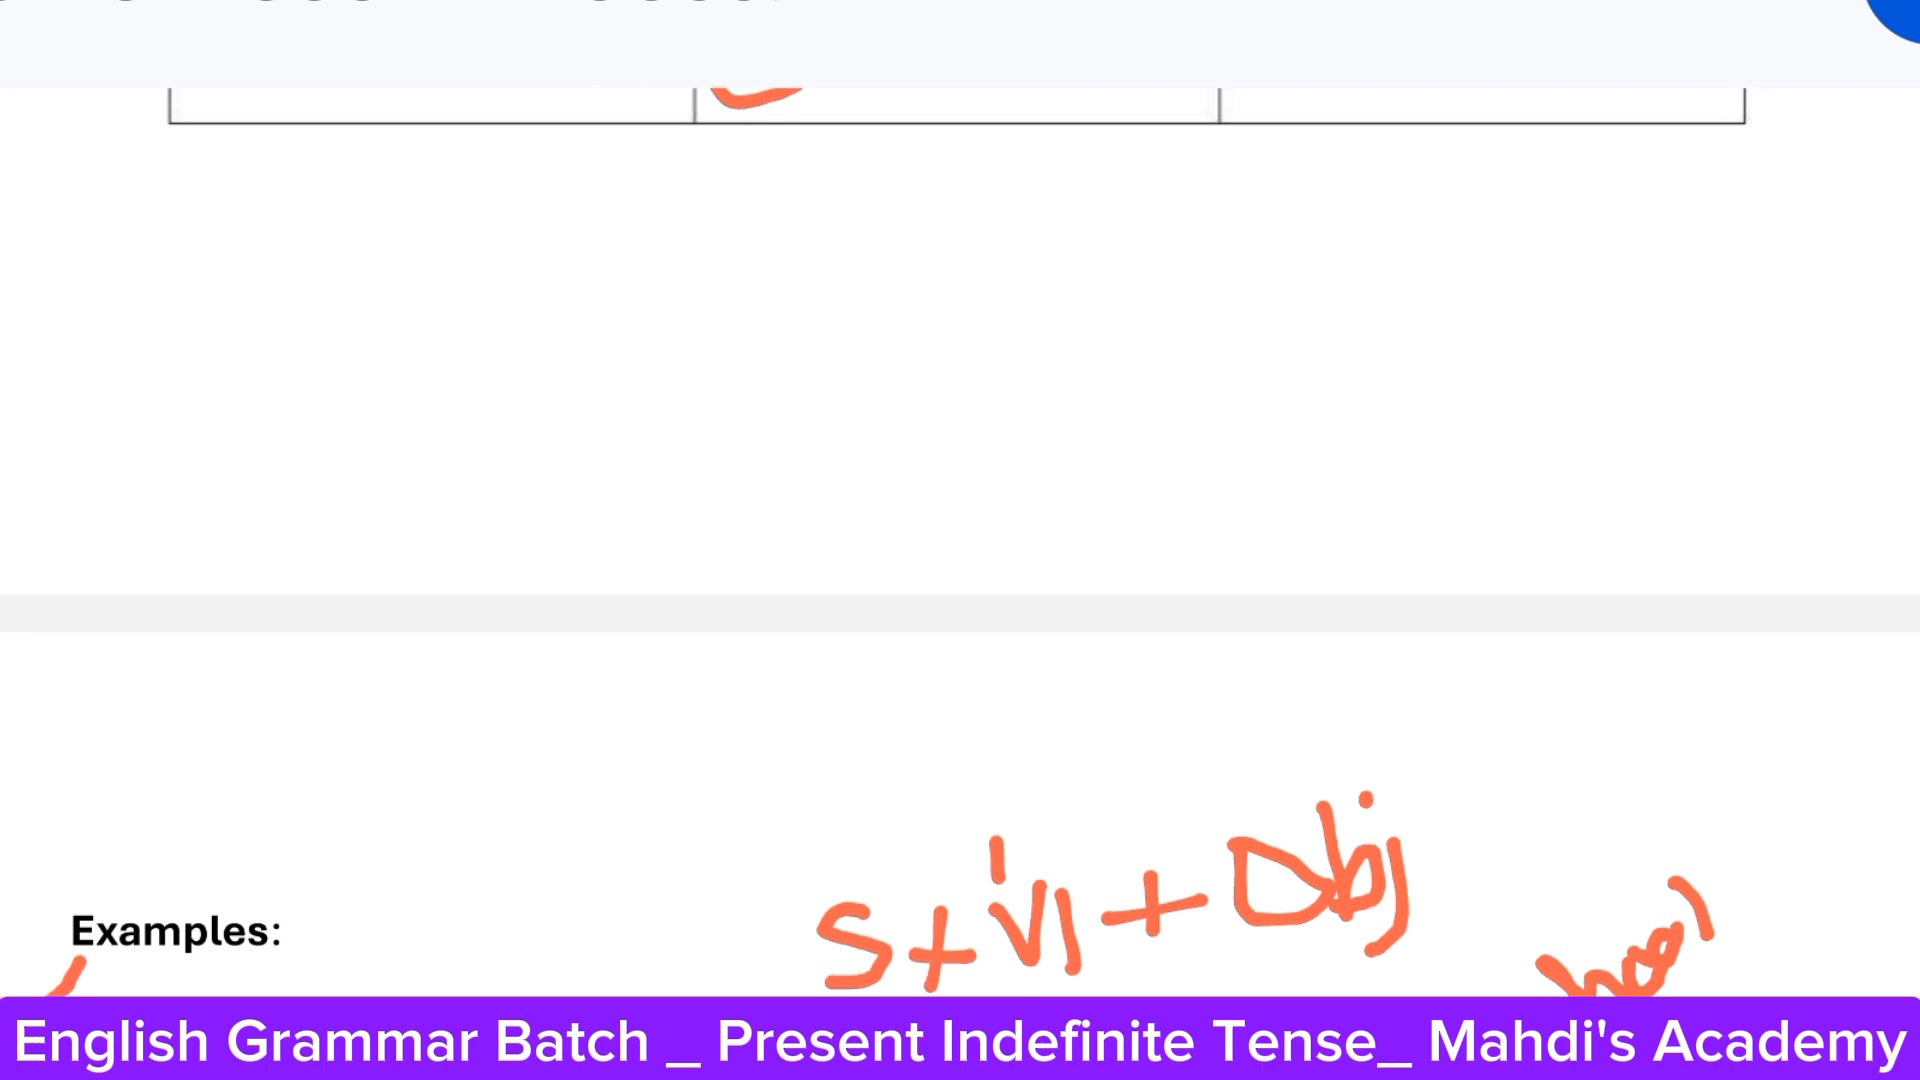 S+V1+Obj
Examples:
English Grammar Batch _ Present Indefinite Tense_ Mahdi's Academy